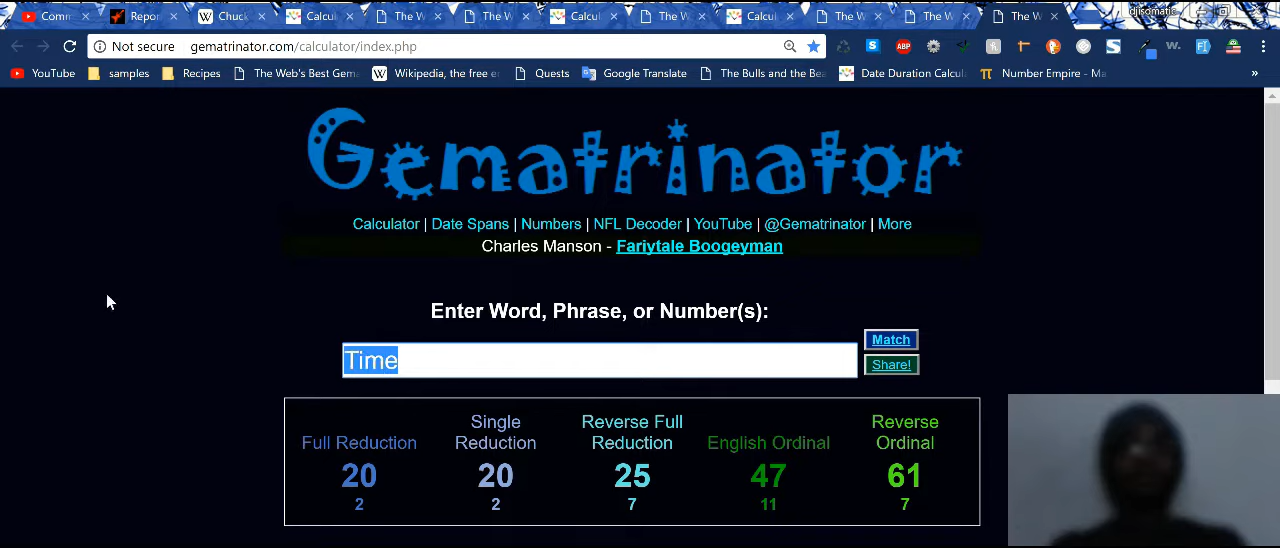 Comm Repor Chuck Calcul The W The W Calcul The W Calcul The W The W The W djisdmatic
Not secure gematrinator.com/calculator/index.php
YouTube samples Recipes The Web's Best Gema Wikipedia, the free e Quests Google Translate The Bulls and the Bea Date Duration Calcul Number Empire - Ma »
Gematrinator
Calculator | Date Spans | Numbers | NFL Decoder | YouTube | @Gematrinator | More
Charles Manson - Fariytale Boogeyman
Enter Word, Phrase, or Number(s):
Match
Time
Share!
Full Reduction Single Reduction Reverse Full Reduction English Ordinal Reverse Ordinal
20 20 25 47 61
2 2 7 11 7